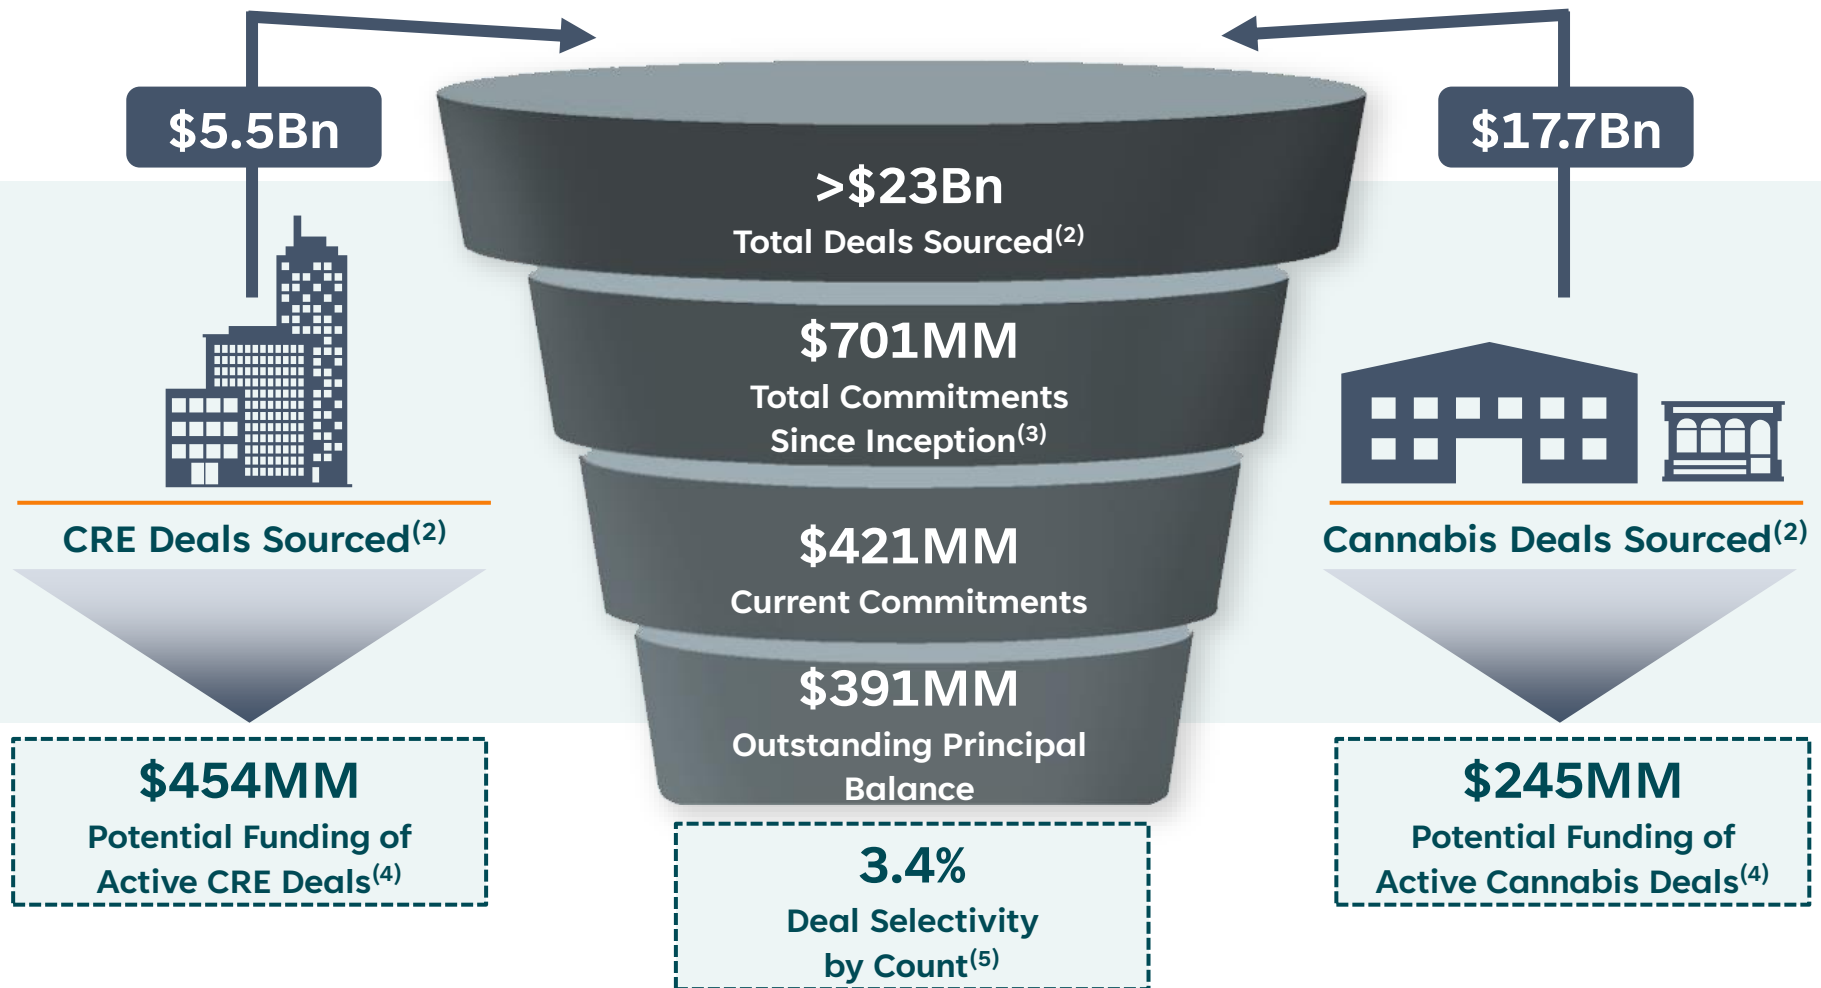 $5.5Bn
CRE Deals Sourced(2)
$454MM
Potential Funding of
Active CRE Deals(4)
>$23Bn
Total Deals Sourced(2)
$701MM
Total Commitments
Since Inception(3)
$421MM
Current Commitments
$391MM
Outstanding Principal
Balance
3.4%
Deal Selectivity
by Count(5)
$17.7Bn
Cannabis Deals Sourced(2)
$245MM
Potential Funding of
Active Cannabis Deals(4)